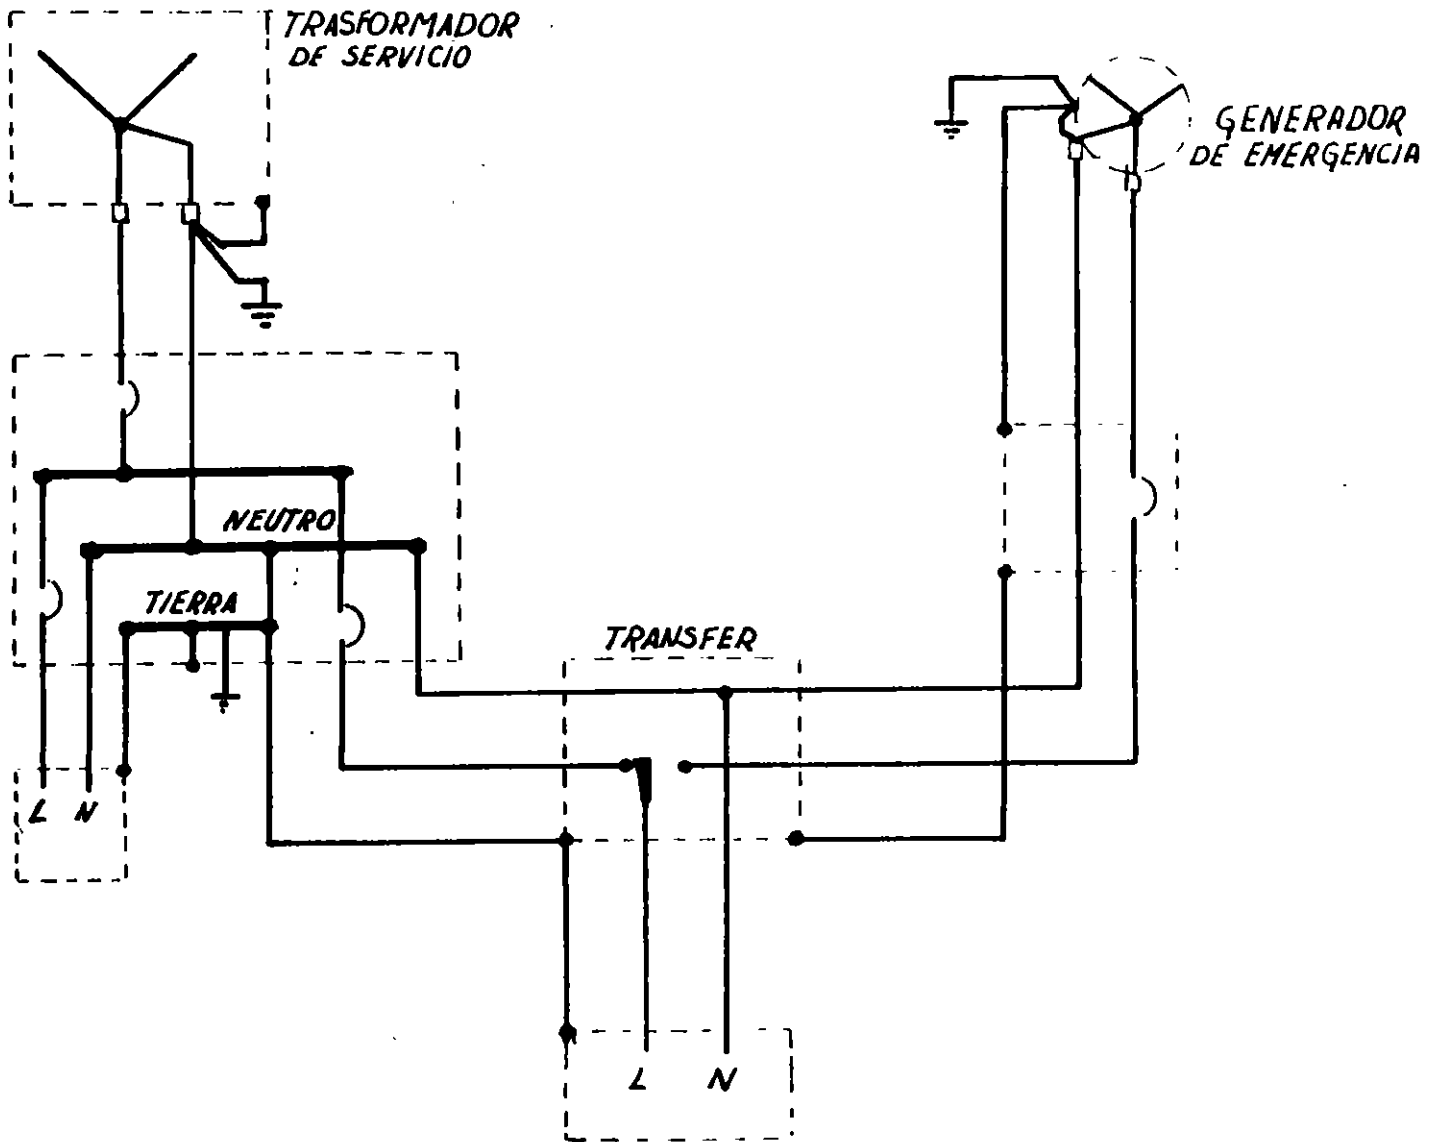 TRASFORMADOR
DE SERVICIO
GENERADOR
DE EMERGENCIA
NEUTRO
TIERRA
TRANSFER
L N
L N